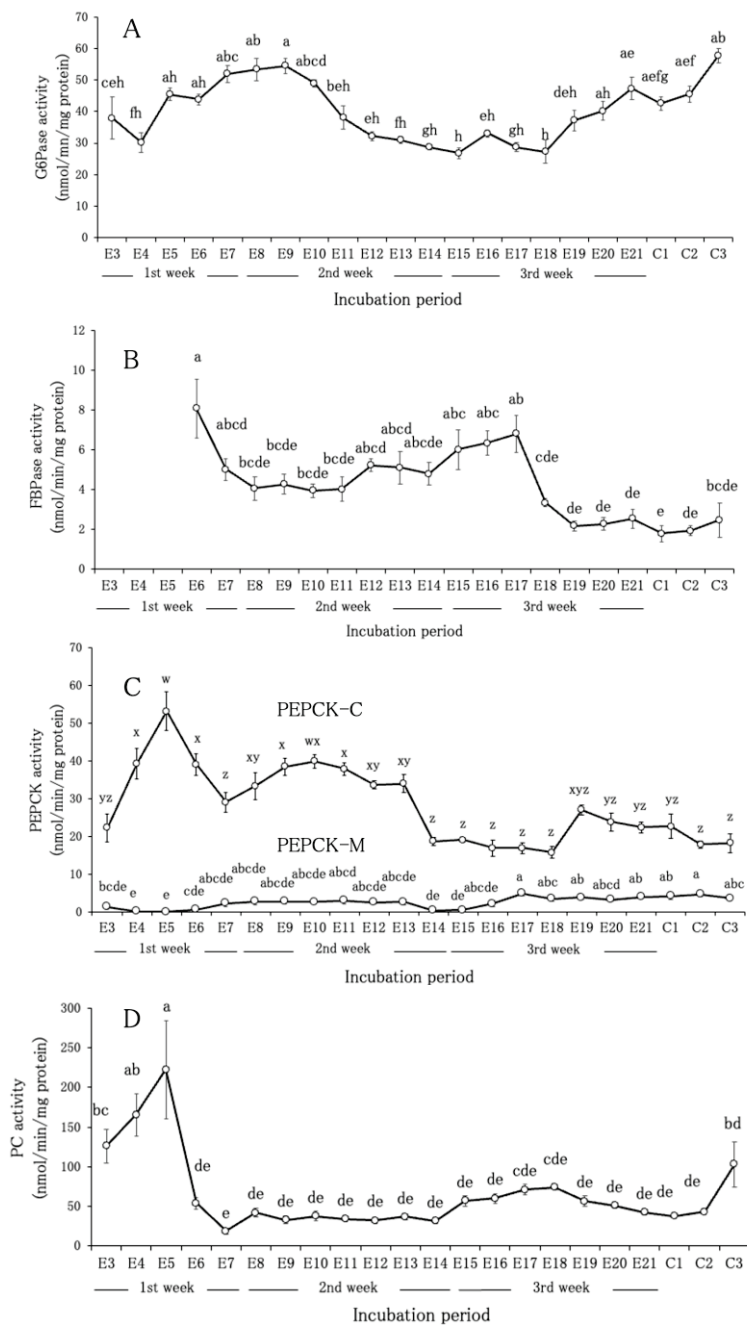 A
G6Pase activity
(nmol/mn/mg protein)
70
60
50
40
30
20
10
0
ceh
fh
ah
ah
abc
ab
a
abcd
beh
eh
fh
gh
h
eh
gh
h
deh
ah
ae
aefg
aef
ab
E3 E4 E5 E6 E7 E8 E9 E10 E11 E12 E13 E14 E15 E16 E17 E18 E19 E20 E21 C1 C2 C3
1st week 2nd week 3rd week
Incubation period
B
FBPase activity
(nmol/min/mg protein)
12
10
8
6
4
2
0
a
abcd
bcde
bcde
bcde
bcde
abcd
abcd
abcde
abc
abc
ab
cde
de
de
de
e
de
bcde
E3 E4 E5 E6 E7 E8 E9 E10 E11 E12 E13 E14 E15 E16 E17 E18 E19 E20 E21 C1 C2 C3
1st week 2nd week 3rd week
Incubation period
C
PEPCK activity
(nmol/min/mg protein)
70
60
50
40
30
20
10
0
PEPCK-C
yz
x
w
x
z
xy
x
wx
x
xy
xy
z
z
z
z
z
xyz
yz
yz
yz
z
z
PEPCK-M
bcde
e
e
cde
abcde
abcde
abcde
abcde
abcd
abcde
abcde
de
de
abcde
a
abc
ab
abcd
ab
ab
a
abc
E3 E4 E5 E6 E7 E8 E9 E10 E11 E12 E13 E14 E15 E16 E17 E18 E19 E20 E21 C1 C2 C3
1st week 2nd week 3rd week
Incubation period
D
PC activity
(nmol/min/mg protein)
300
250
200
150
100
50
0
bc
ab
a
de
e
de
de
de
de
de
de
de
de
de
cde
cde
de
de
de
de
de
bd
E3 E4 E5 E6 E7 E8 E9 E10 E11 E12 E13 E14 E15 E16 E17 E18 E19 E20 E21 C1 C2 C3
1st week 2nd week 3rd week
Incubation period